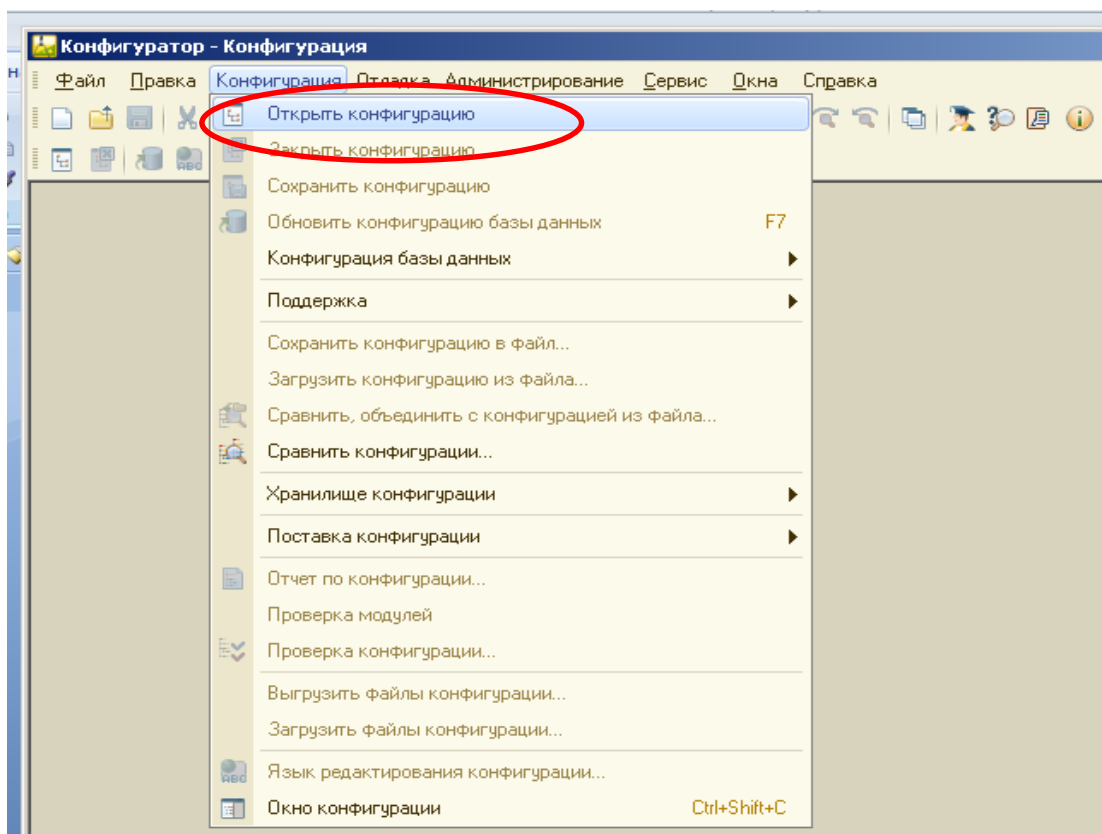 Конфигуратор - Конфигурация
Файл Правка Конфигурация Отладка Администрирование Сервис Окна Справка
Открыть конфигурацию
Закрыть конфигурацию
Сохранить конфигурацию
Обновить конфигурацию базы данных F7
Конфигурация базы данных
Поддержка
Сохранить конфигурацию в файл...
Загрузить конфигурацию из файла...
Сравнить, объединить с конфигурацией из файла...
Сравнить конфигурации...
Хранилище конфигурации
Поставка конфигурации
Отчет по конфигурации...
Проверка модулей
Проверка конфигурации...
Выгрузить файлы конфигурации...
Загрузить файлы конфигурации...
Язык редактирования конфигурации...
Окно конфигурации Ctrl+Shift+C